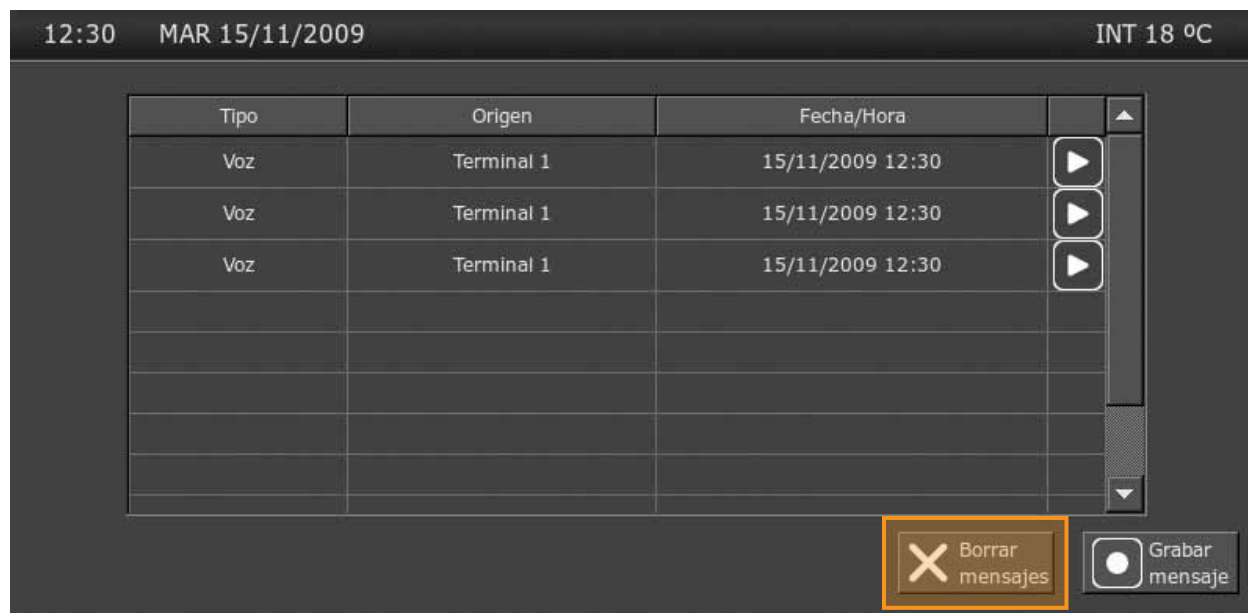 12:30 MAR 15/11/2009 INT 18 ºC
Tipo Origen Fecha/Hora
Voz Terminal 1 15/11/2009 12:30
Voz Terminal 1 15/11/2009 12:30
Voz Terminal 1 15/11/2009 12:30
Borrar
mensajes
Grabar
mensaje